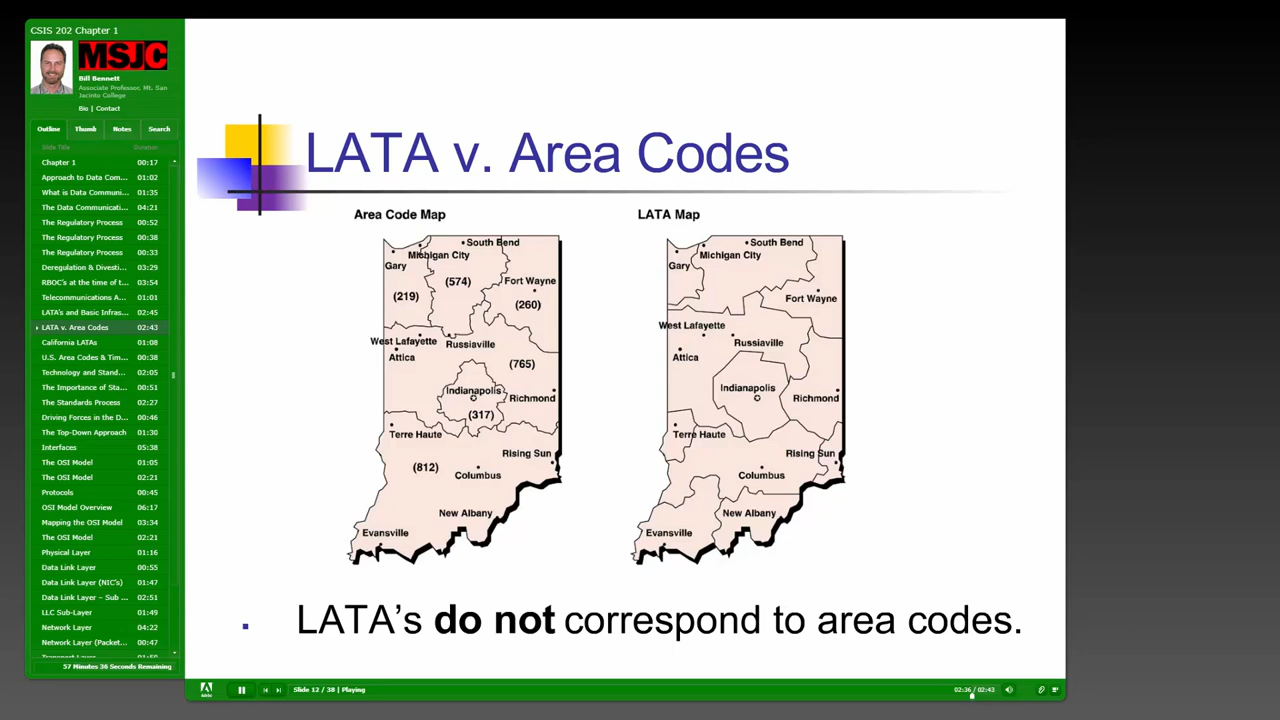 CSIS 202 Chapter 1
MSJC
Bill Bennett
Associate Professor, Mt. San
Jacinto College
Bio | Contact
Outline Thumb Notes Search
Slide Title Duration
Chapter 1 00:17
Approach to Data Com... 01:02
What is Data Communi... 01:35
The Data Communicati... 04:21
The Regulatory Process 00:52
The Regulatory Process 00:38
The Regulatory Process 00:33
Deregulation & Divesti... 03:29
RBOC's at the time of t... 03:54
Telecommunications A... 01:01
LATA's and Basic Infras... 02:45
LATA v. Area Codes 02:43
California LATAs 01:08
U.S. Area Codes & Tim... 00:38
Technology and Stand... 02:05
The Importance of Sta... 00:51
The Standards Process 02:27
Driving Forces in the D... 00:46
The Top-Down Approach 01:30
Interfaces 05:38
The OSI Model 01:05
The OSI Model 02:21
Protocols 00:45
OSI Model Overview 06:17
Mapping the OSI Model 03:34
The OSI Model 02:21
Physical Layer 01:16
Data Link Layer 00:55
Data Link Layer (NIC's) 01:47
Data Link Layer – Sub ... 02:51
LLC Sub-Layer 01:49
Network Layer 04:22
Network Layer (Packet... 00:47
57 Minutes 36 Seconds Remaining
LATA v. Area Codes
Area Code Map
South Bend
Michigan City
Gary
(574)
Fort Wayne
(219)
(260)
West Lafayette
Russiaville
Attica
(765)
Indianapolis
Richmond
(317)
Terre Haute
Rising Sun
(812)
Columbus
New Albany
Evansville
LATA Map
South Bend
Michigan City
Gary
Fort Wayne
West Lafayette
Russiaville
Attica
Indianapolis
Richmond
Terre Haute
Rising Sun
Columbus
New Albany
Evansville
LATA’s do not correspond to area codes.
Slide 12 / 38 | Playing
02:36 / 02:43